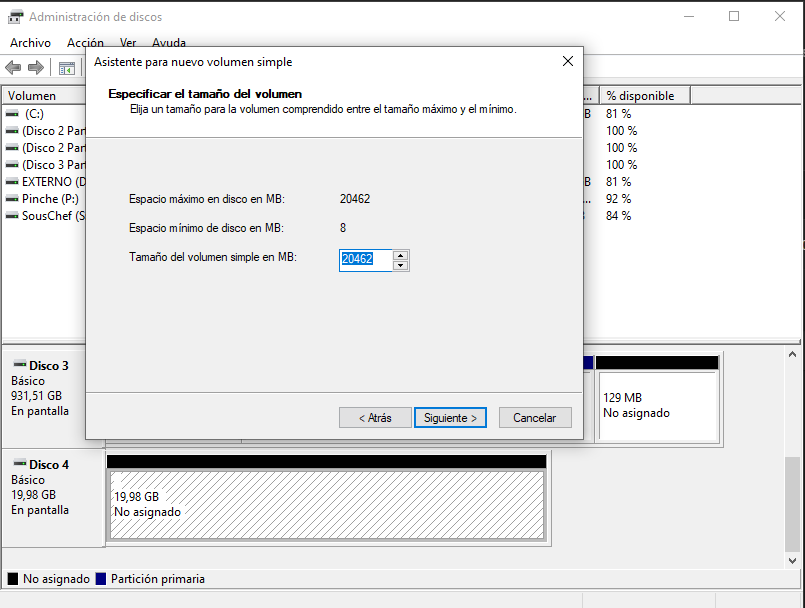 Administración de discos
Archivo Acción Ver Ayuda
Asistente para nuevo volumen simple
Especificar el tamaño del volumen
Elija un tamaño para la volumen comprendido entre el tamaño máximo y el mínimo.
Volumen ... % disponible
(C:) B 81 %
(Disco 2 Par 100 %
(Disco 2 Par 100 %
(Disco 3 Par 100 %
EXTERNO (D B 81 %
Pinche (P:) ... 92 %
SousChef (S 84 %
Espacio máximo en disco en MB: 20462
Espacio mínimo de disco en MB: 8
Tamaño del volumen simple en MB: 20462
< Atrás Siguiente > Cancelar
Disco 3
Básico
931,51 GB
En pantalla
129 MB
No asignado
Disco 4
Básico
19,98 GB
En pantalla
19,98 GB
No asignado
No asignado Partición primaria